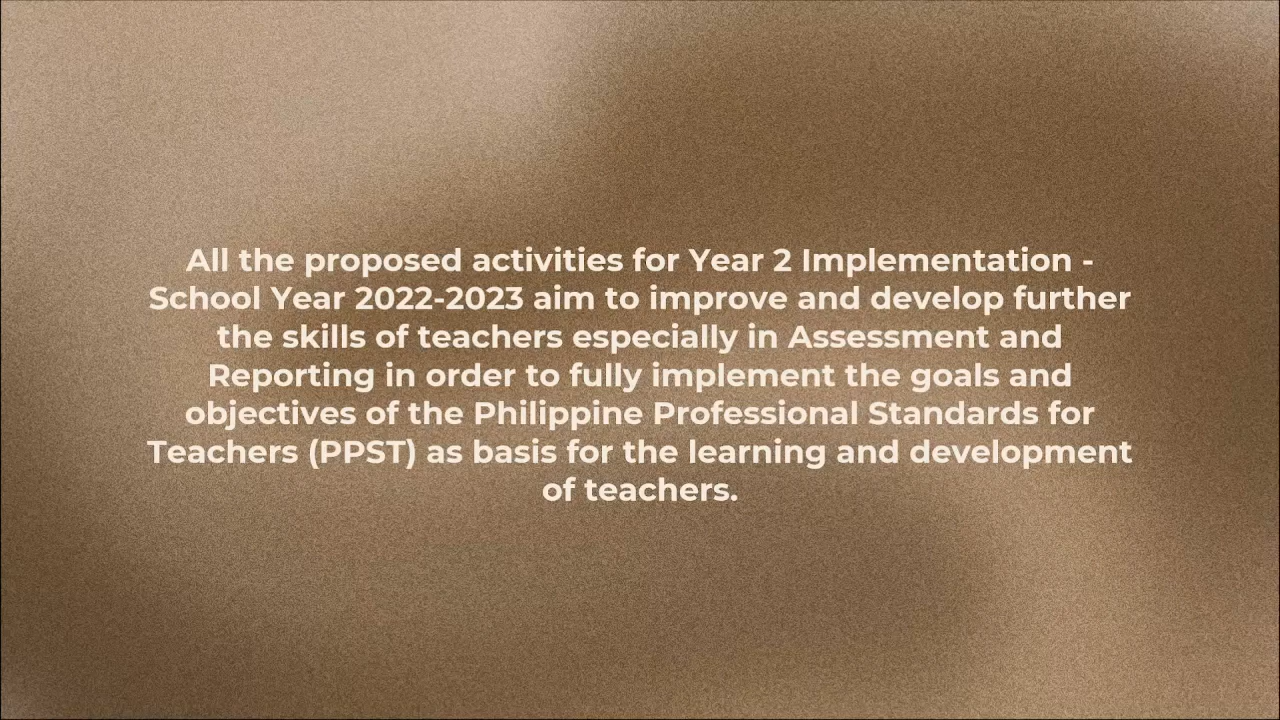 All the proposed activities for Year 2 Implementation -
School Year 2022-2023 aim to improve and develop further
the skills of teachers especially in Assessment and
Reporting in order to fully implement the goals and
objectives of the Philippine Professional Standards for
Teachers (PPST) as basis for the learning and development
of teachers.